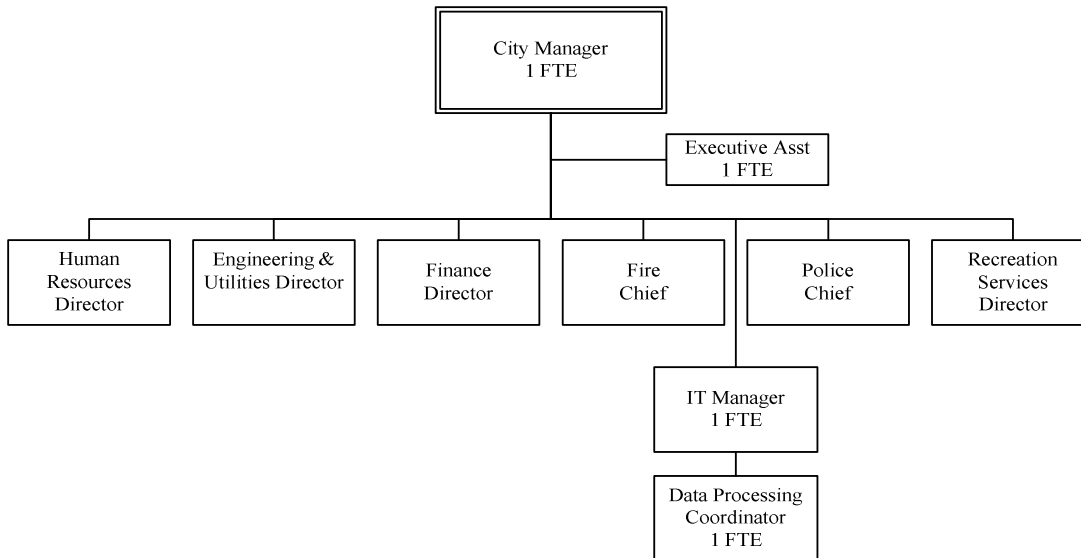 City Manager
1 FTE
Executive Asst
1 FTE
Human
Resources
Director
Engineering &
Utilities Director
Finance
Director
Fire
Chief
Police
Chief
Recreation
Services
Director
IT Manager
1 FTE
Data Processing
Coordinator
1 FTE